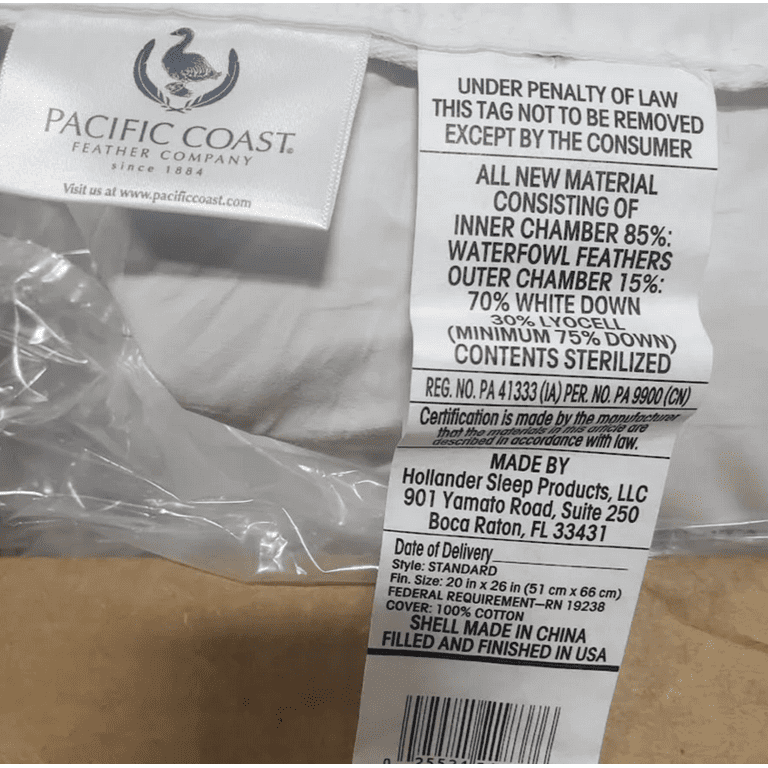 PACIFIC COAST®
FEATHER COMPANY
since 1884
Visit us at www.pacificcoast.com
UNDER PENALTY OF LAW
THIS TAG NOT TO BE REMOVED
EXCEPT BY THE CONSUMER
ALL NEW MATERIAL
CONSISTING OF
INNER CHAMBER 85%:
WATERFOWL FEATHERS
OUTER CHAMBER 15%:
70% WHITE DOWN
30% LYOCELL
(MINIMUM 75% DOWN)
CONTENTS STERILIZED
REG. NO. PA 41333 (IA) PER. NO. PA 9900 (CN)
Certification is made by the manufacturer
that the materials in this article are
described in accordance with law.
MADE BY
Hollander Sleep Products, LLC
901 Yamato Road, Suite 250
Boca Raton, FL 33431
Date of Delivery
Style: STANDARD
Fin. Size: 20 in x 26 in (51 cm x 66 cm)
FEDERAL REQUIREMENT—RN 19238
COVER: 100% COTTON
SHELL MADE IN CHINA
FILLED AND FINISHED IN USA